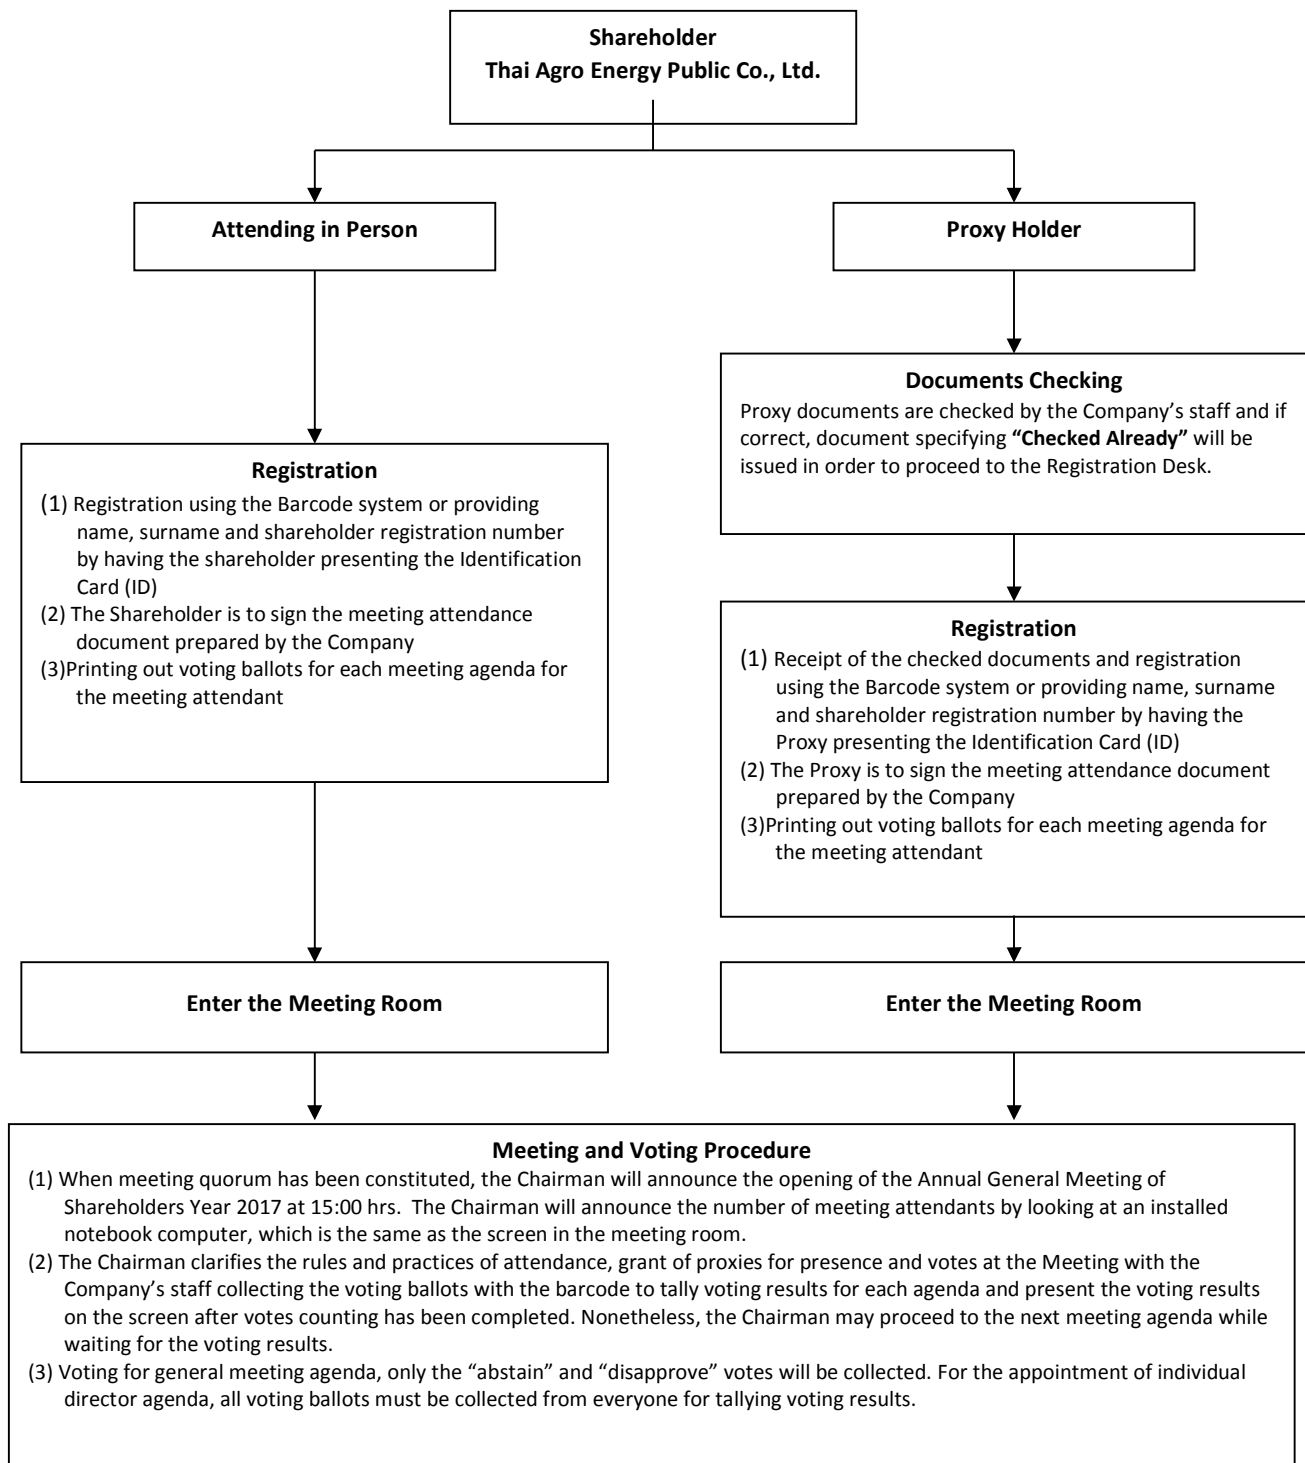 Shareholder
Thai Agro Energy Public Co., Ltd.
Attending in Person
Proxy Holder
Documents Checking
Proxy documents are checked by the Company’s staff and if
correct, document specifying “Checked Already” will be
issued in order to proceed to the Registration Desk.
Registration
(1) Registration using the Barcode system or providing
name, surname and shareholder registration number
by having the shareholder presenting the Identification
Card (ID)
(2) The Shareholder is to sign the meeting attendance
document prepared by the Company
(3)Printing out voting ballots for each meeting agenda for
the meeting attendant
Registration
(1) Receipt of the checked documents and registration
using the Barcode system or providing name, surname
and shareholder registration number by having the
Proxy presenting the Identification Card (ID)
(2) The Proxy is to sign the meeting attendance document
prepared by the Company
(3)Printing out voting ballots for each meeting agenda for
the meeting attendant
Enter the Meeting Room
Enter the Meeting Room
Meeting and Voting Procedure
(1) When meeting quorum has been constituted, the Chairman will announce the opening of the Annual General Meeting of
Shareholders Year 2017 at 15:00 hrs.  The Chairman will announce the number of meeting attendants by looking at an installed
notebook computer, which is the same as the screen in the meeting room.
(2) The Chairman clarifies the rules and practices of attendance, grant of proxies for presence and votes at the Meeting with the
Company’s staff collecting the voting ballots with the barcode to tally voting results for each agenda and present the voting results
on the screen after votes counting has been completed. Nonetheless, the Chairman may proceed to the next meeting agenda while
waiting for the voting results.
(3) Voting for general meeting agenda, only the “abstain” and “disapprove” votes will be collected. For the appointment of individual
director agenda, all voting ballots must be collected from everyone for tallying voting results.